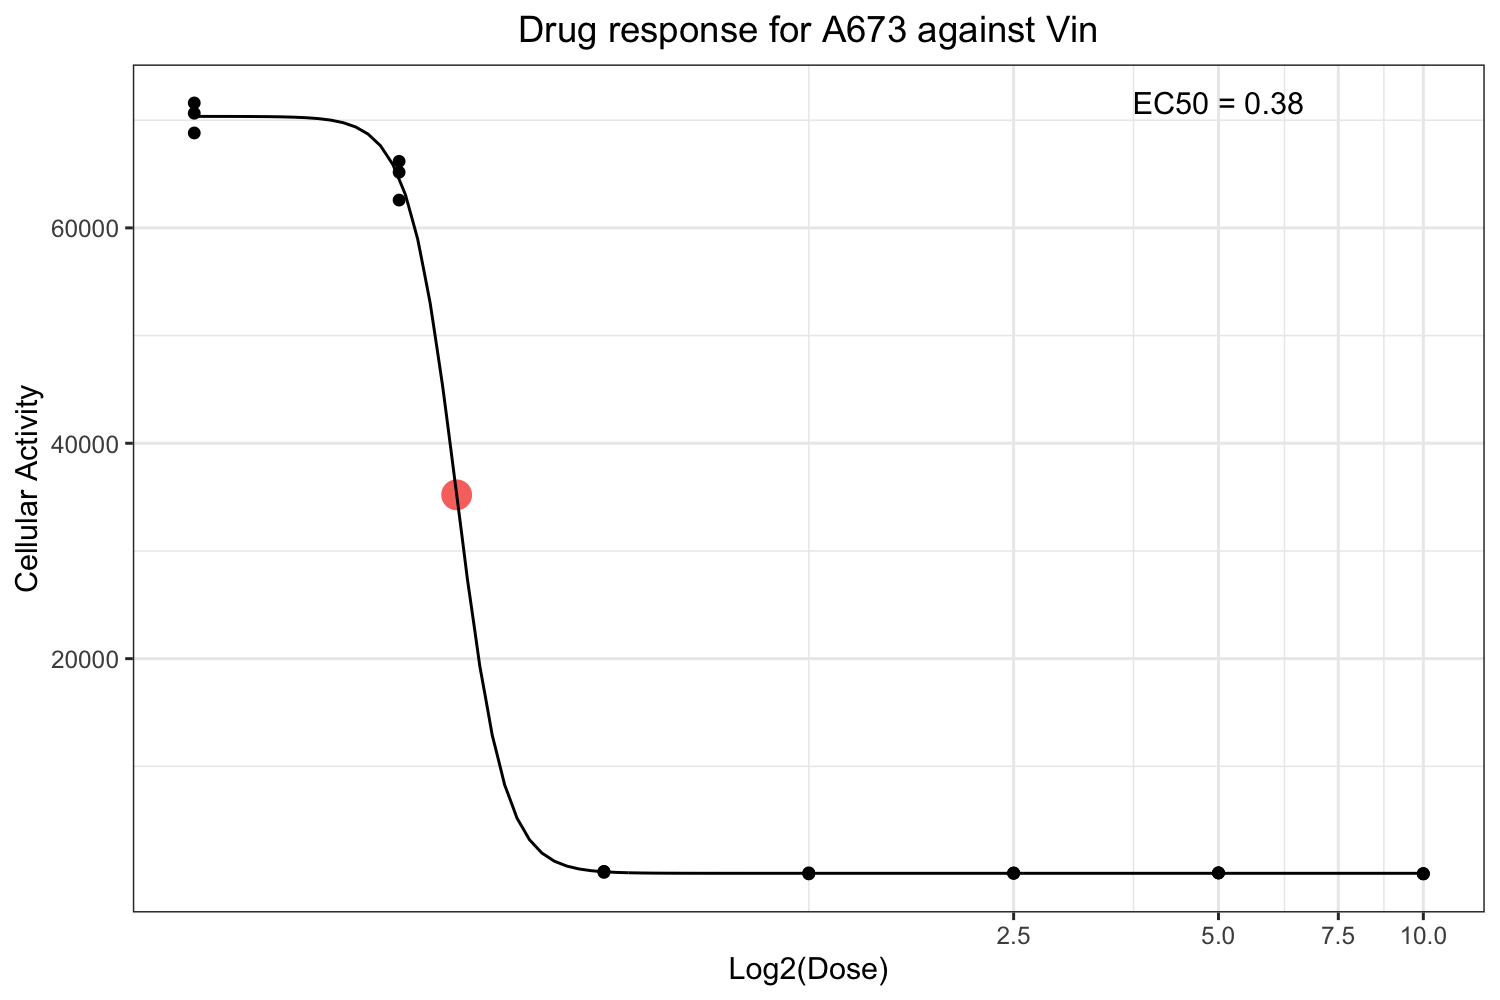 Drug response for A673 against Vin
EC50 = 0.38
60000
40000
20000
Cellular Activity
2.5 5.0 7.5 10.0
Log2(Dose)